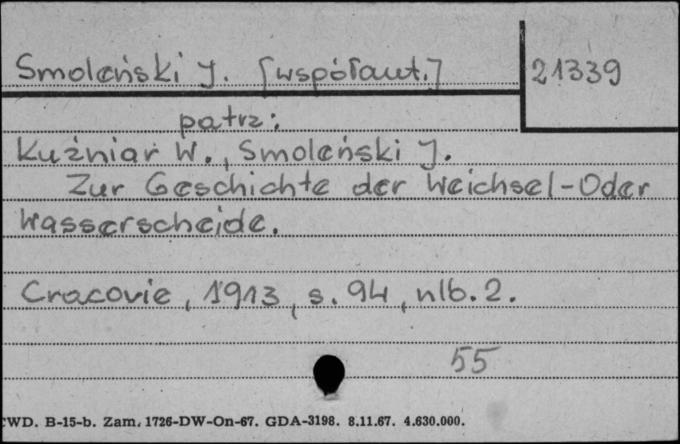 Smoleński J. [współaut.] 21339
patrz:
Kuźniar W., Smoleński J.
Zur Geschichte der Weichsel-Oder
Wasserscheide.
Cracovie, 1913, s. 94, nlb. 2.
55
CWD. B-15-b. Zam. 1726-DW-On-67. GDA-3198. 8.11.67. 4.630.000.